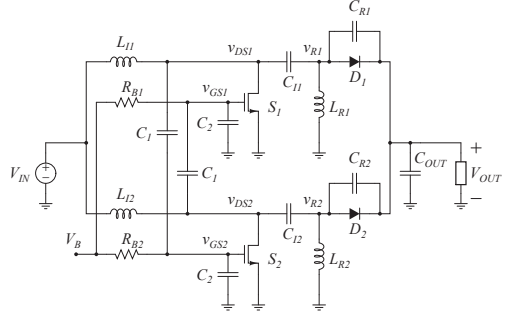 C_R1
L_I1
v_DS1
v_R1
C_I1
D_1
R_B1
v_GS1
S_1
L_R1
C_2
C_1
C_R2
C_OUT
+
V_OUT
−
V_IN
+
−
L_I2
C_1
v_DS2
v_R2
C_I2
D_2
V_B
R_B2
v_GS2
S_2
L_R2
C_2